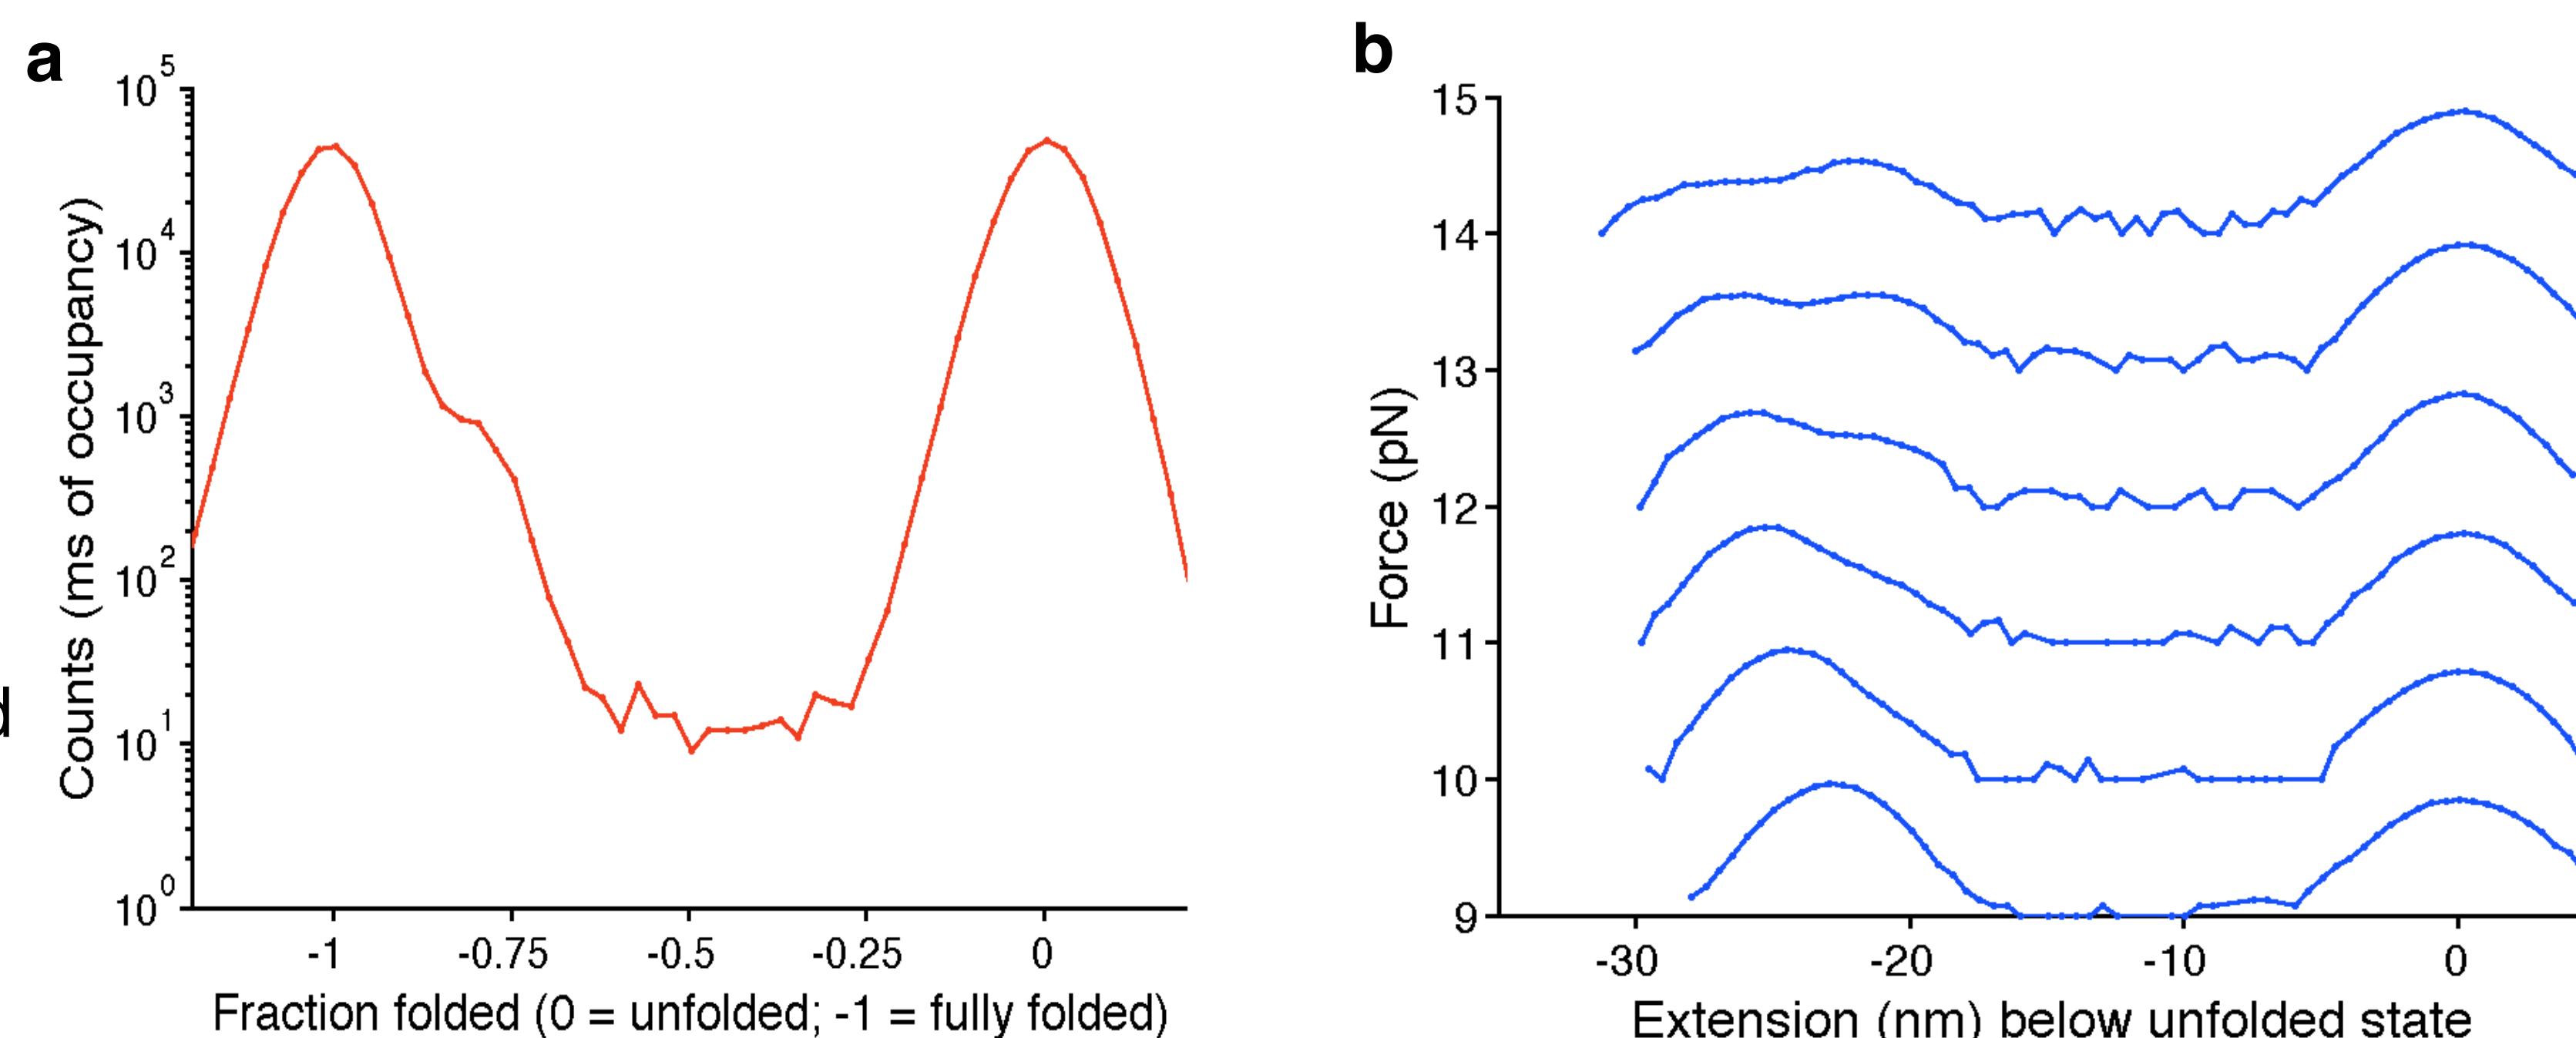 a
10^5
10^4
10^3
10^2
10^1
10^0
Counts (ms of occupancy)
-1 -0.75 -0.5 -0.25 0
Fraction folded (0 = unfolded; -1 = fully folded)
d
b
15
14
13
12
11
10
9
Force (pN)
-30 -20 -10 0
Extension (nm) below unfolded state